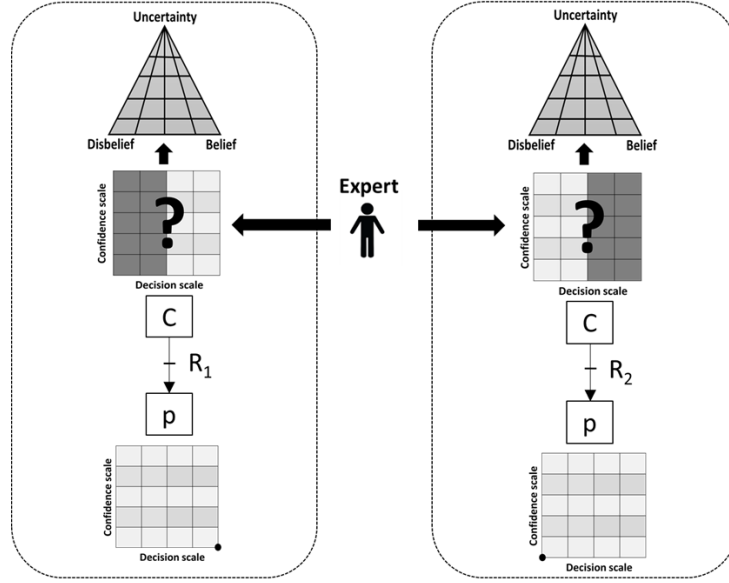 Uncertainty
Disbelief
Belief
Confidence scale
?
Decision scale
C
R₁
p
Confidence scale
Decision scale
Expert
Uncertainty
Disbelief
Belief
Confidence scale
?
Decision scale
C
R₂
p
Confidence scale
Decision scale